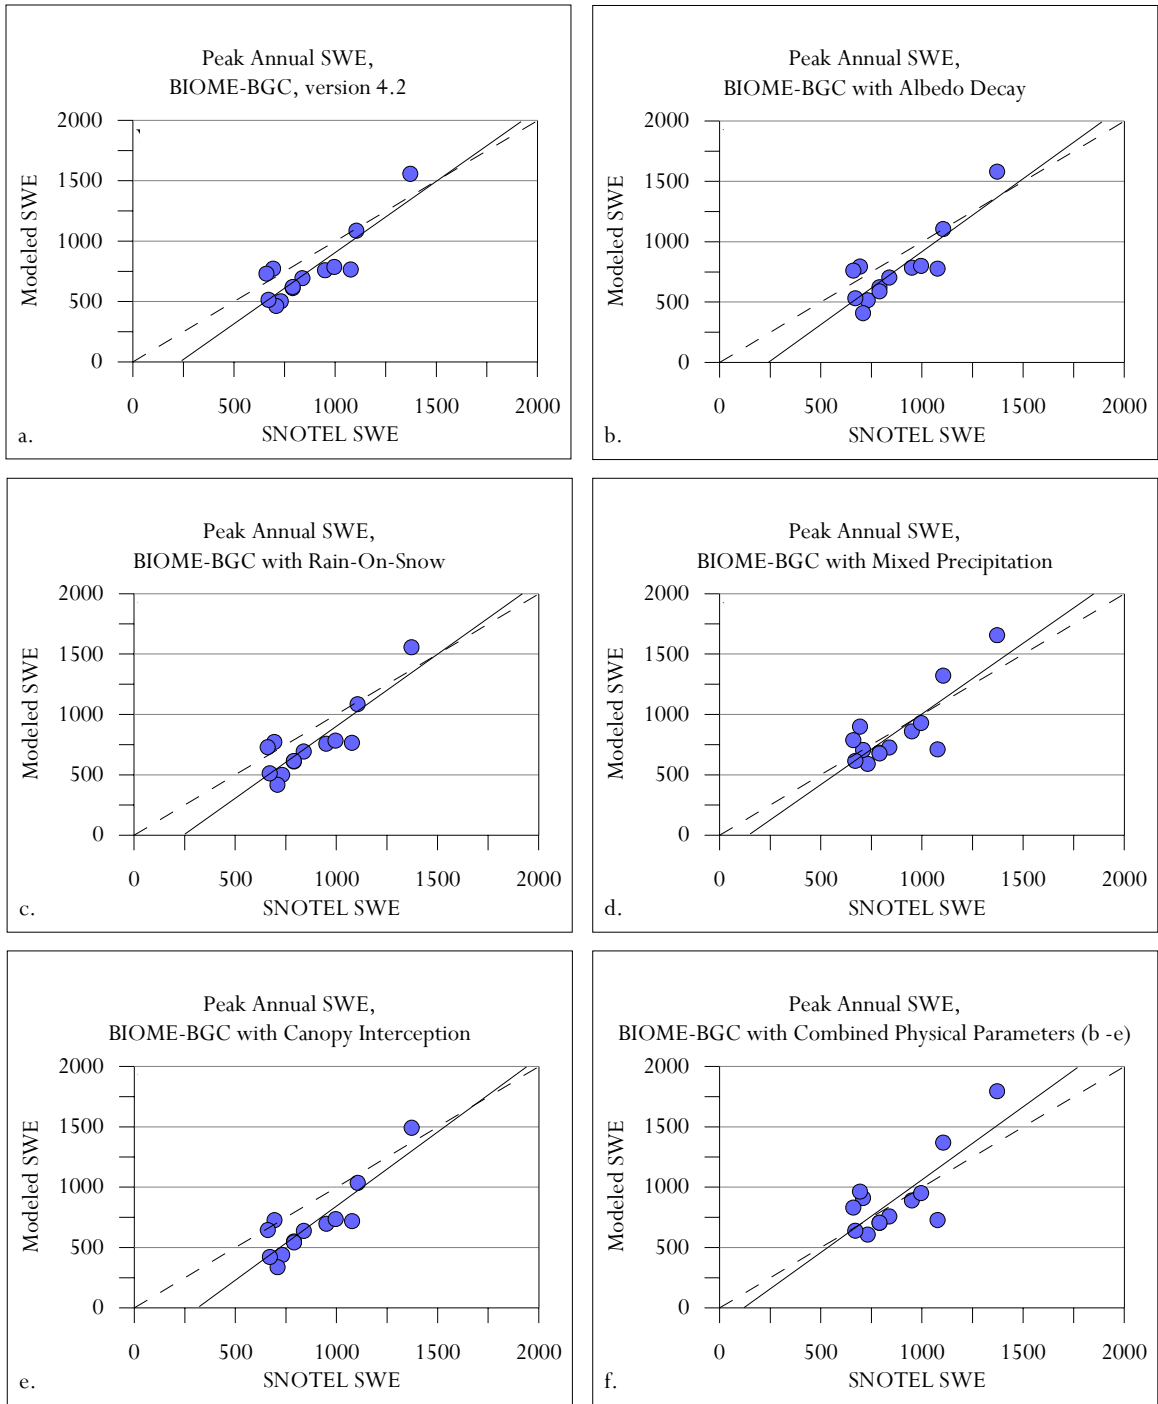 Peak Annual SWE,
BIOME-BGC, version 4.2
2000
1500
1000
500
0
Modeled SWE
0 500 1000 1500 2000
SNOTEL SWE
a.
Peak Annual SWE,
BIOME-BGC with Albedo Decay
2000
1500
1000
500
0
Modeled SWE
0 500 1000 1500 2000
SNOTEL SWE
b.
Peak Annual SWE,
BIOME-BGC with Rain-On-Snow
2000
1500
1000
500
0
Modeled SWE
0 500 1000 1500 2000
SNOTEL SWE
c.
Peak Annual SWE,
BIOME-BGC with Mixed Precipitation
2000
1500
1000
500
0
Modeled SWE
0 500 1000 1500 2000
SNOTEL SWE
d.
Peak Annual SWE,
BIOME-BGC with Canopy Interception
2000
1500
1000
500
0
Modeled SWE
0 500 1000 1500 2000
SNOTEL SWE
e.
Peak Annual SWE,
BIOME-BGC with Combined Physical Parameters (b -e)
2000
1500
1000
500
0
Modeled SWE
0 500 1000 1500 2000
SNOTEL SWE
f.